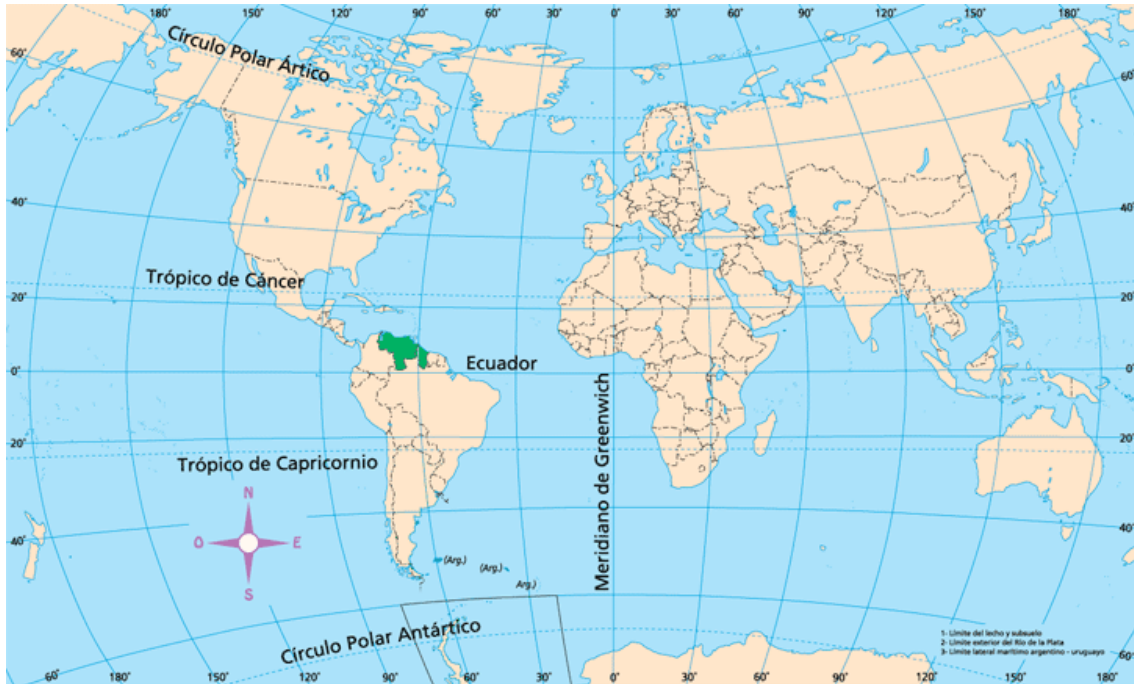 180° 150° 120° 90° 60° 30° 0° 30° 60° 90° 120° 150° 180°
Círculo Polar Ártico
60° 60°
40° 40°
Trópico de Cáncer
20° 20°
Ecuador
0° 0°
Meridiano de Greenwich
20° 20°
Trópico de Capricornio
N
O E
S
40° 40°
(Arg.)
(Arg.)
Arg.)
Círculo Polar Antártico
1- Límite del lecho y subsuelo
2- Límite exterior del Río de la Plata
3- Límite lateral marítimo argentino - uruguayo
60° 60°
180° 150° 120° 90° 60° 30° 0° 30° 60° 90° 120° 150° 180°